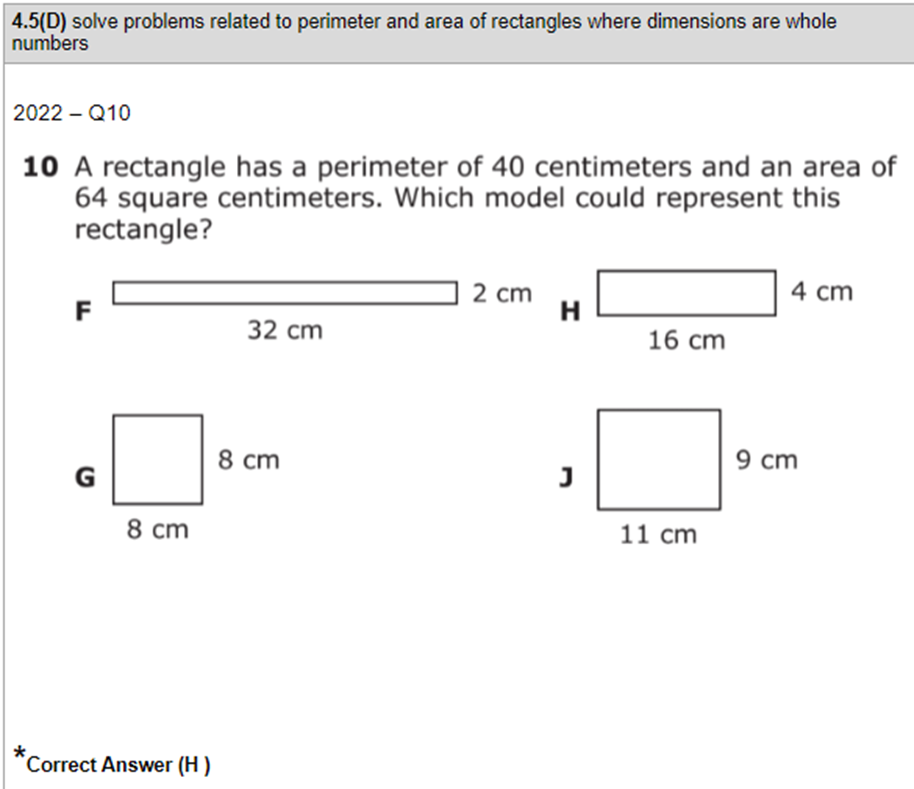 4.5(D) solve problems related to perimeter and area of rectangles where dimensions are whole
numbers
2022 – Q10
10 A rectangle has a perimeter of 40 centimeters and an area of
64 square centimeters. Which model could represent this
rectangle?
F
2 cm
32 cm
H
4 cm
16 cm
G
8 cm
8 cm
J
9 cm
11 cm
*Correct Answer (H )